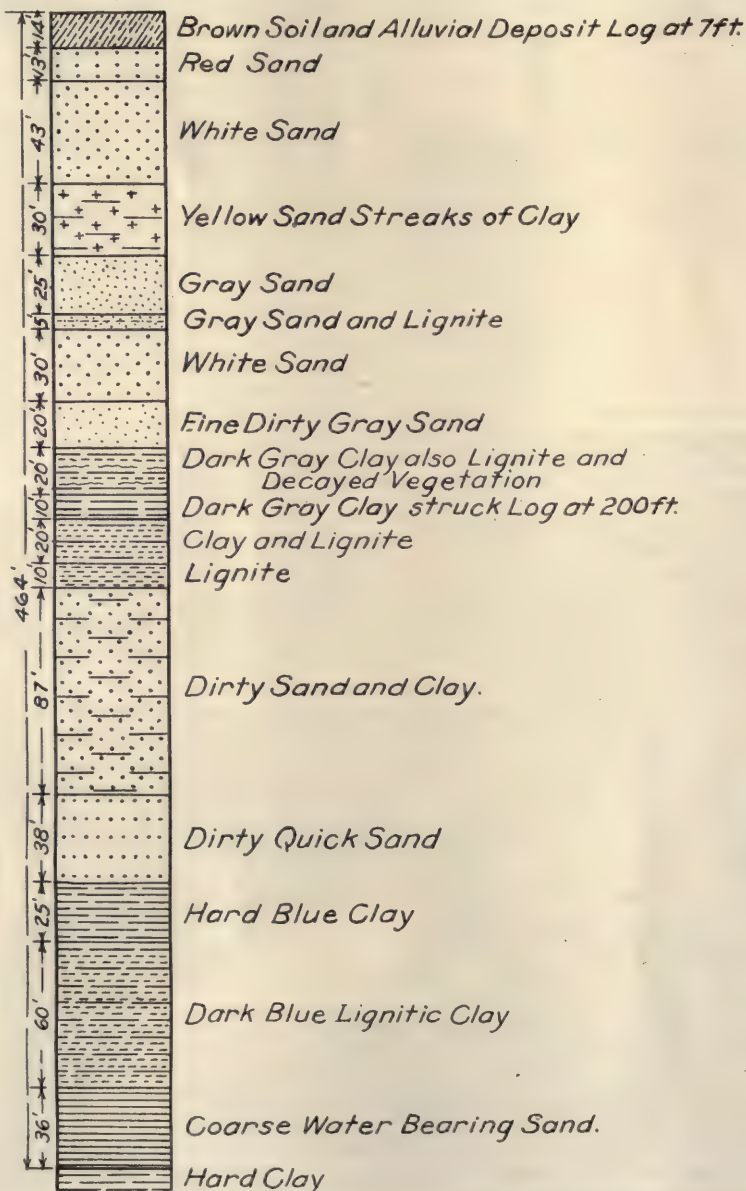 14' Brown Soil and Alluvial Deposit Log at 7ft.
13' Red Sand
43' White Sand
30' Yellow Sand Streaks of Clay
25' Gray Sand
5' Gray Sand and Lignite
30' White Sand
20' Fine Dirty Gray Sand
20' Dark Gray Clay also Lignite and
Decayed Vegetation
10' Dark Gray Clay struck Log at 200ft.
20' Clay and Lignite
10' Lignite
464'
87' Dirty Sand and Clay.
38' Dirty Quick Sand
25' Hard Blue Clay
60' Dark Blue Lignitic Clay
36' Coarse Water Bearing Sand.
Hard Clay